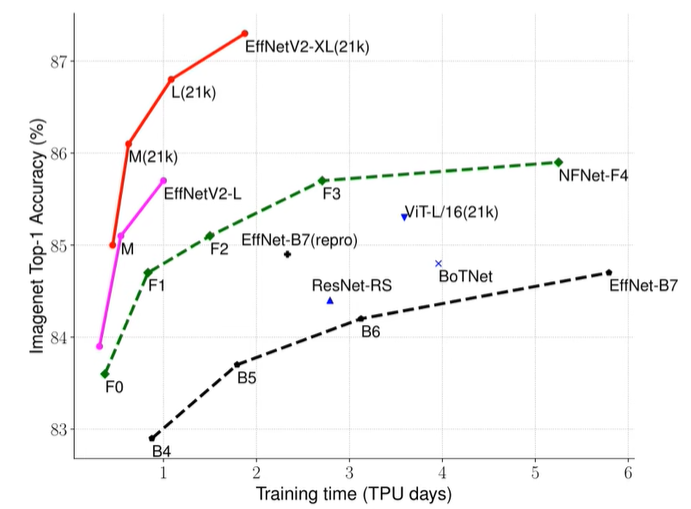 87
86
85
84
83
Imagenet Top-1 Accuracy (%)
EffNetV2-XL(21k)
L(21k)
M(21k)
EffNetV2-L
M
NFNet-F4
F3
F2
F1
F0
ViT-L/16(21k)
EffNet-B7(repro)
BoTNet
ResNet-RS
EffNet-B7
B6
B5
B4
1 2 3 4 5 6
Training time (TPU days)